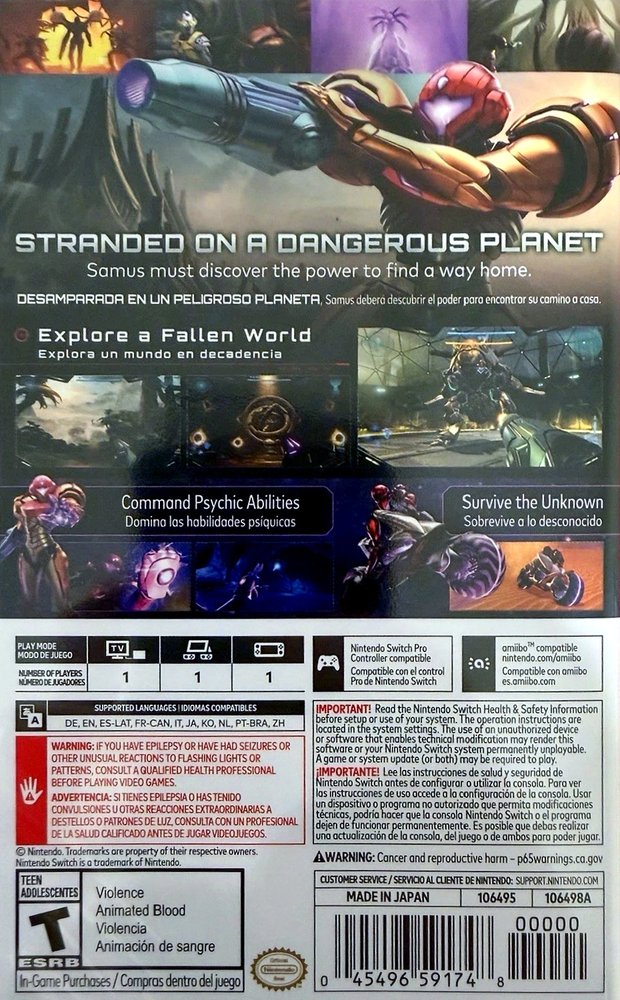 STRANDED ON A DANGEROUS PLANET
Samus must discover the power to find a way home.
DESAMPARADA EN UN PELIGROSO PLANETA, Samus deberá descubrir el poder para encontrar su camino a casa.
Explore a Fallen World
Explora un mundo en decadencia
Command Psychic Abilities
Domina las habilidades psíquicas
Survive the Unknown
Sobrevive a lo desconocido
PLAY MODE
MODO DE JUEGO
TV
NUMBER OF PLAYERS
NÚMERO DE JUGADORES
1 1 1
Nintendo Switch Pro
Controller compatible
Compatible con el control
Pro de Nintendo Switch
amiibo™ compatible
nintendo.com/amiibo
Compatible con amiibo
es.amiibo.com
A
SUPPORTED LANGUAGES | IDIOMAS COMPATIBLES
DE, EN, ES-LAT, FR-CAN, IT, JA, KO, NL, PT-BRA, ZH
WARNING: IF YOU HAVE EPILEPSY OR HAVE HAD SEIZURES OR
OTHER UNUSUAL REACTIONS TO FLASHING LIGHTS OR
PATTERNS, CONSULT A QUALIFIED HEALTH PROFESSIONAL
BEFORE PLAYING VIDEO GAMES.
ADVERTENCIA: SI TIENES EPILEPSIA O HAS TENIDO
CONVULSIONES U OTRAS REACCIONES EXTRAORDINARIAS A
DESTELLOS O PATRONES DE LUZ, CONSULTA CON UN PROFESIONAL
DE LA SALUD CALIFICADO ANTES DE JUGAR VIDEOJUEGOS.
© Nintendo. Trademarks are property of their respective owners.
Nintendo Switch is a trademark of Nintendo.
IMPORTANT! Read the Nintendo Switch Health & Safety Information
before setup or use of your system. The operation instructions are
located in the system settings. The use of an unauthorized device
or software that enables technical modification may render this
software or your Nintendo Switch system permanently unplayable.
A game or system update (or both) may be required to play.
¡IMPORTANTE! Lee las instrucciones de salud y seguridad de
Nintendo Switch antes de configurar o utilizar la consola. Para ver
las instrucciones de uso accede a la configuración de la consola. Usar
un dispositivo o programa no autorizado que permita modificaciones
técnicas, podría hacer que la consola Nintendo Switch o el programa
dejen de funcionar permanentemente. Es posible que debas realizar
una actualización de la consola, del juego o de ambos para poder jugar.
WARNING: Cancer and reproductive harm – p65warnings.ca.gov
CUSTOMER SERVICE / SERVICIO AL CLIENTE DE NINTENDO: SUPPORT.NINTENDO.COM
MADE IN JAPAN 106495 106498A
TEEN
ADOLESCENTES
T
ESRB
Violence
Animated Blood
Violencia
Animación de sangre
In-Game Purchases / Compras dentro del juego
Nintendo
00000
0 45496 59174 8